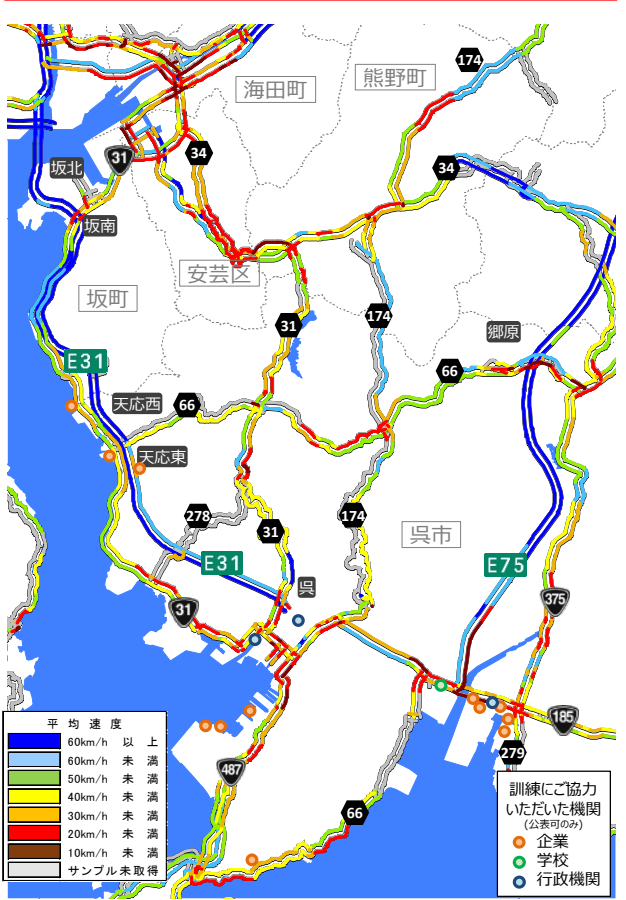 174
熊野町
海田町
31
34
坂北
34
坂南
安芸区
坂町
174
31
郷原
E31
66
天応西
66
天応東
278
174
31
呉市
E31
E75
呉
375
31
185
487
279
66
平均速度
60km/h 以上
60km/h 未満
50km/h 未満
40km/h 未満
30km/h 未満
20km/h 未満
10km/h 未満
サンプル未取得
訓練にご協力
いただいた機関
(公表可のみ)
企業
学校
行政機関